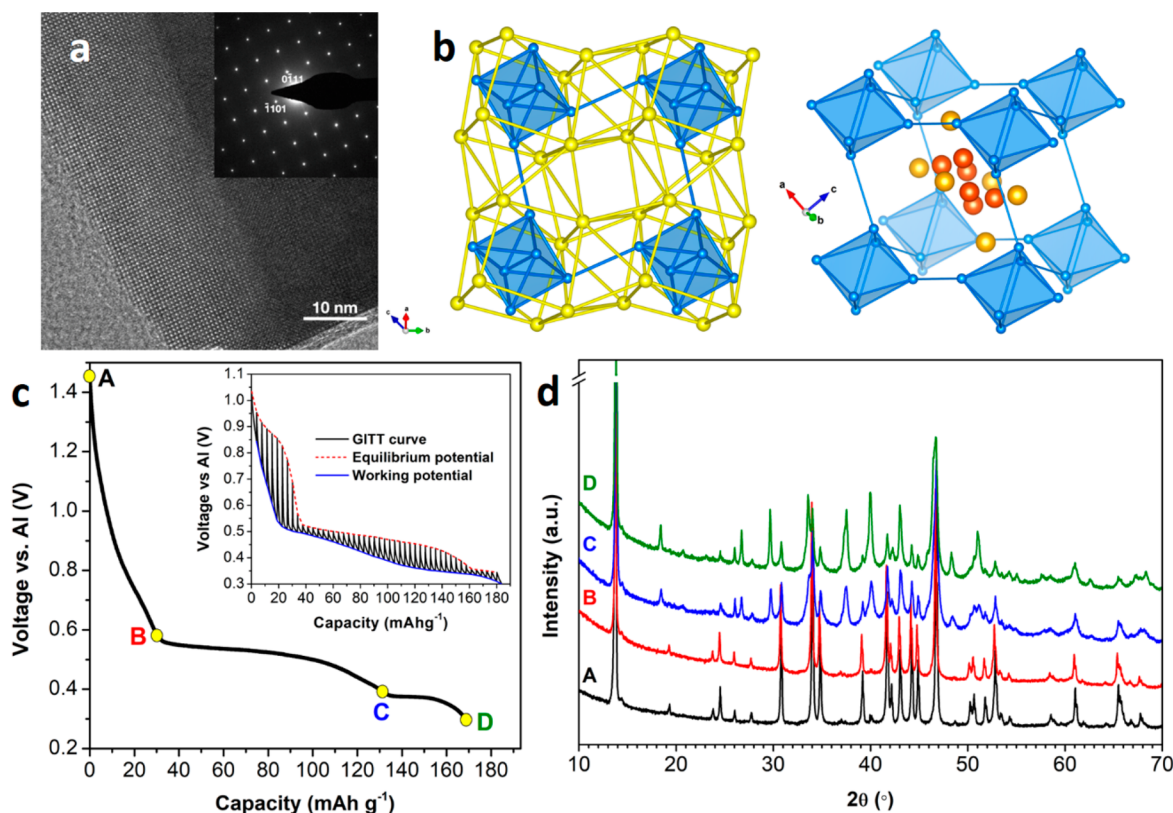 a
0111
1101
10 nm
b
a
c
b
a
c
b
c
Voltage vs. Al (V)
1.4
1.2
1.0
0.8
0.6
0.4
0.2
0 20 40 60 80 100 120 140 160 180
Capacity (mAh g⁻¹)
A
B
C
D
Voltage vs Al (V)
1.1
1.0
0.9
0.8
0.7
0.6
0.5
0.4
0.3
GITT curve
Equilibrium potential
Working potential
0 20 40 60 80 100 120 140 160 180
Capacity (mAhg⁻¹)
d
Intensity (a.u.)
D
C
B
A
10 20 30 40 50 60 70
2θ (°)